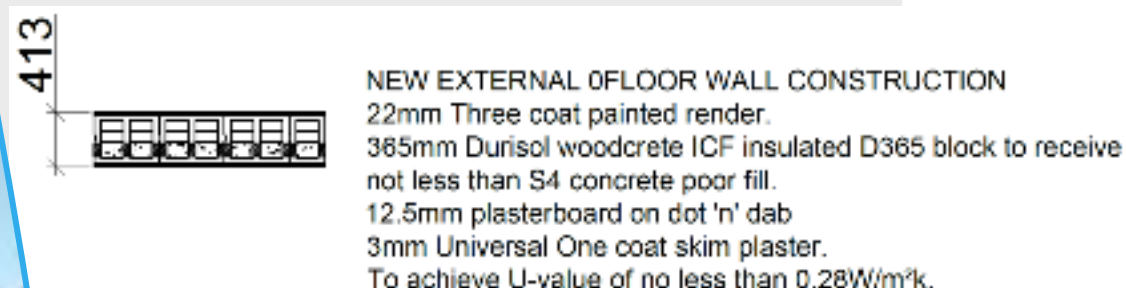 413
NEW EXTERNAL 0FLOOR WALL CONSTRUCTION
22mm Three coat painted render.
365mm Durisol woodcrete ICF insulated D365 block to receive
not less than S4 concrete poor fill.
12.5mm plasterboard on dot 'n' dab
3mm Universal One coat skim plaster.
To achieve U-value of no less than 0.28W/m²k.